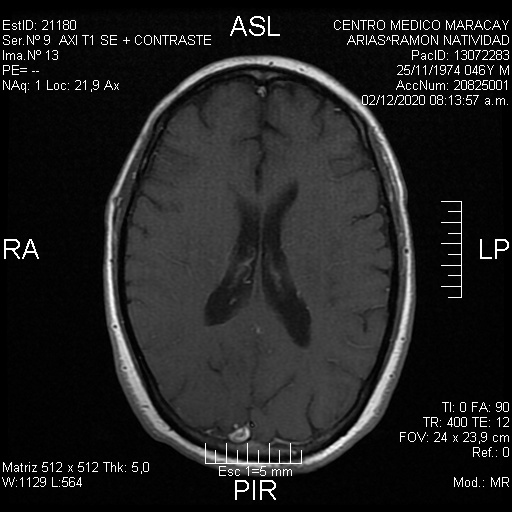 EstID: 21180
Ser.Nº 9 AXI T1 SE + CONTRASTE
Ima.Nº 13
PE= --
NAq: 1 Loc: 21,9 Ax
ASL
CENTRO MEDICO MARACAY
ARIAS^RAMON NATIVIDAD
PacID: 13072283
25/11/1974 046Y M
AccNum: 20825001
02/12/2020 08:13:57 a.m.
RA
LP
TI: 0 FA: 90
TR: 400 TE: 12
FOV: 24 x 23,9 cm
Ref.: 0
Mod.: MR
Matriz 512 x 512 Thk: 5,0
W:1129 L:564
Esc 1=5 mm
PIR